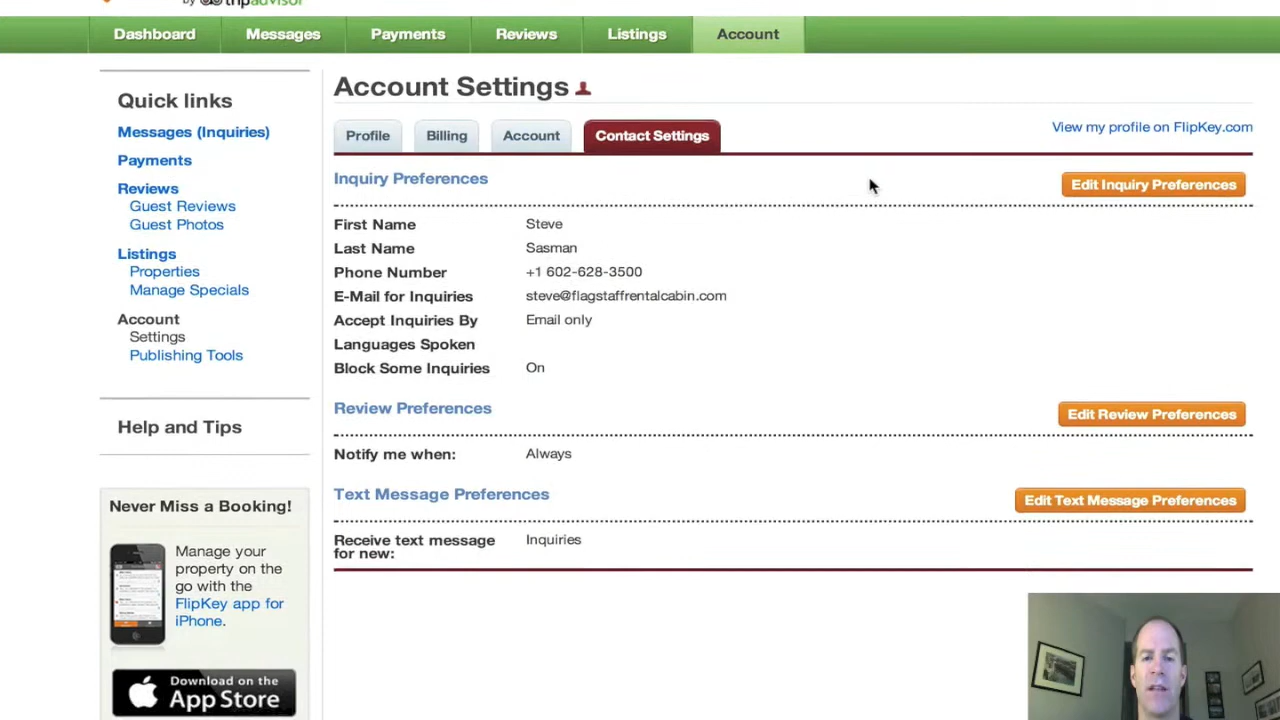 by tripadvisor
Dashboard Messages Payments Reviews Listings Account
Quick links
Messages (Inquiries)
Payments
Reviews
Guest Reviews
Guest Photos
Listings
Properties
Manage Specials
Account
Settings
Publishing Tools
Help and Tips
Never Miss a Booking!
Manage your
property on the
go with the
FlipKey app for
iPhone.
Download on the
App Store
Account Settings
Profile Billing Account Contact Settings
View my profile on FlipKey.com
Inquiry Preferences Edit Inquiry Preferences
First Name Steve
Last Name Sasman
Phone Number +1 602-628-3500
E-Mail for Inquiries steve@flagstaffrentalcabin.com
Accept Inquiries By Email only
Languages Spoken
Block Some Inquiries On
Review Preferences Edit Review Preferences
Notify me when: Always
Text Message Preferences Edit Text Message Preferences
Receive text message Inquiries
for new: